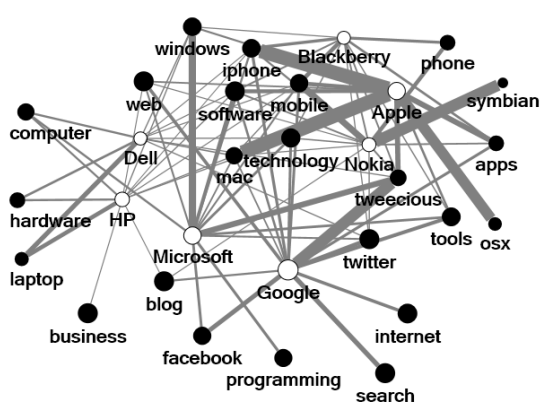 windows
Blackberry
iphone
phone
web
software
mobile
Apple
symbian
computer
Dell
mac
technology
Nokia
apps
tweecious
hardware
HP
Microsoft
tools
osx
laptop
twitter
blog
Google
business
internet
facebook
programming
search